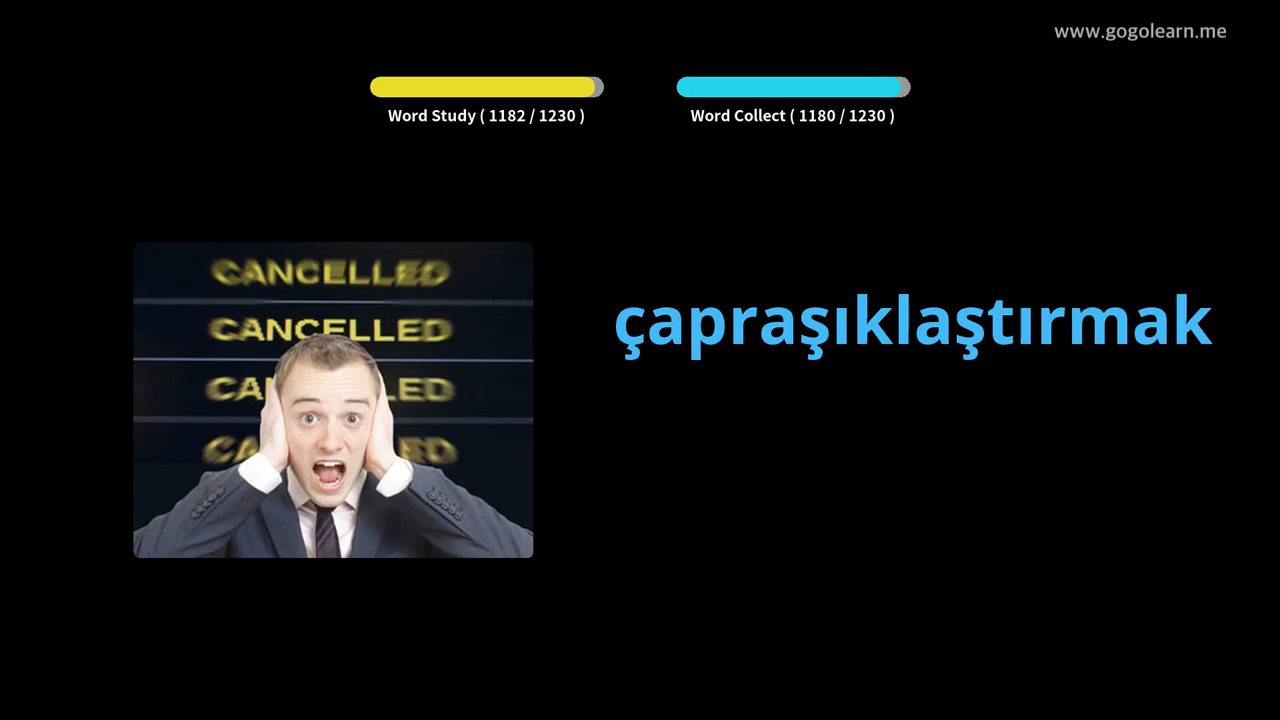 www.gogolearn.me
Word Study ( 1182 / 1230 )
Word Collect ( 1180 / 1230 )
CANCELLED
CANCELLED
çapraşıklaştırmak